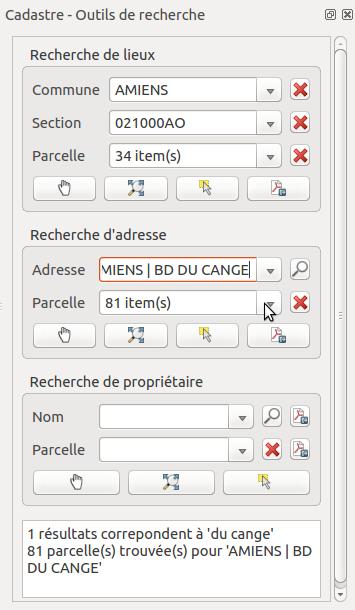 Cadastre - Outils de recherche
Recherche de lieux
Commune AMIENS
Section 021000AO
Parcelle 34 item(s)
Recherche d'adresse
Adresse MIENS | BD DU CANGE
Parcelle 81 item(s)
Recherche de propriétaire
Nom
Parcelle
1 résultats correpondent à 'du cange'
81 parcelle(s) trouvée(s) pour 'AMIENS | BD
DU CANGE'